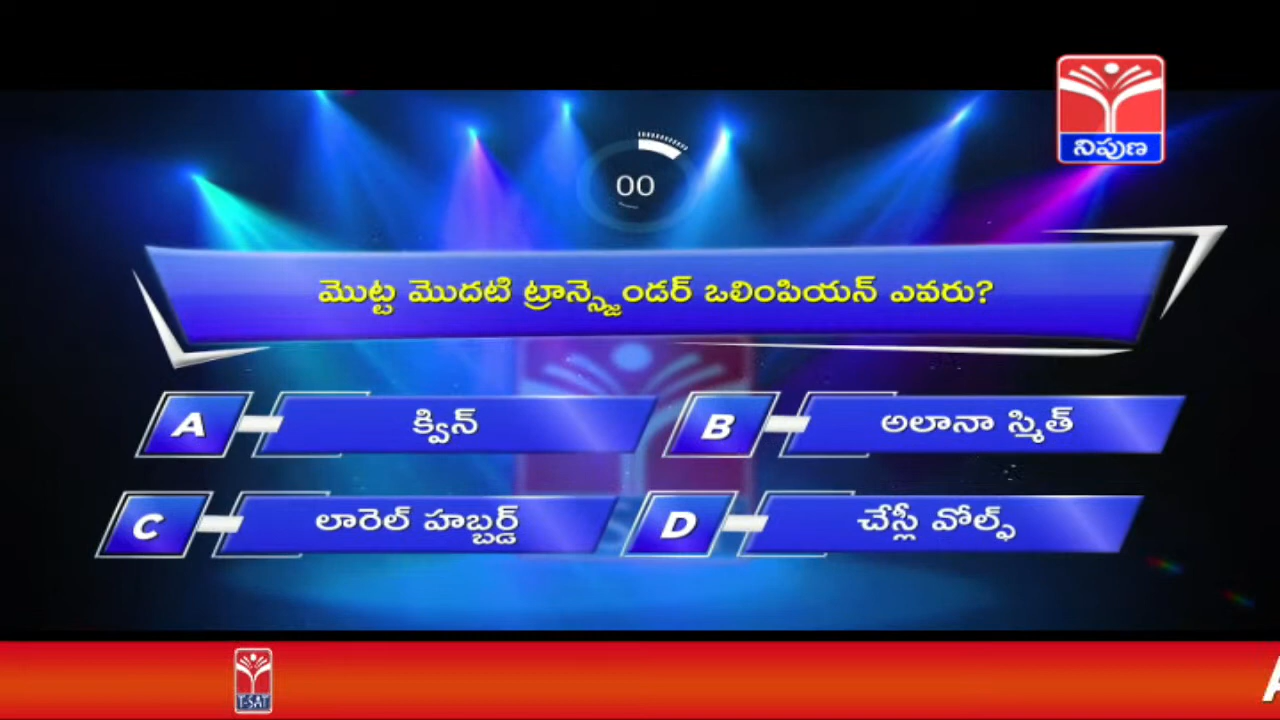 నిపుణ
00
మొట్ట మొదటి ట్రాన్స్జెండర్ ఒలింపియన్ ఎవరు?
A క్విన్
B అలానా స్మిత్
C లారెల్ హబ్బర్డ్
D చేస్లీ వోల్ఫ్
T-SAT